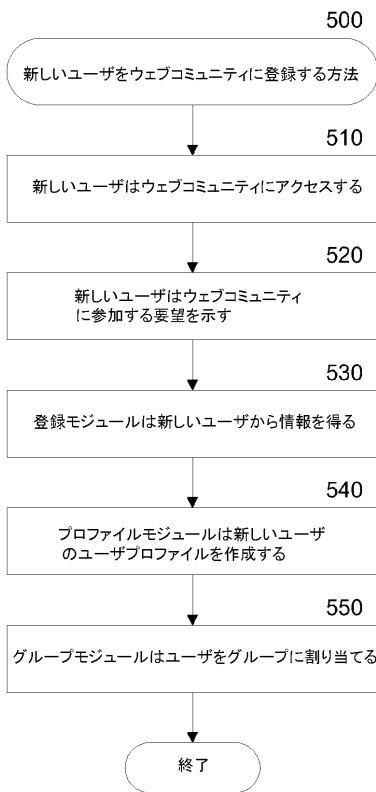 500
新しいユーザをウェブコミュニティに登録する方法
510
新しいユーザはウェブコミュニティにアクセスする
520
新しいユーザはウェブコミュニティ
に参加する要望を示す
530
登録モジュールは新しいユーザから情報を得る
540
プロファイルモジュールは新しいユーザ
のユーザプロファイルを作成する
550
グループモジュールはユーザをグループに割り当てる
終了